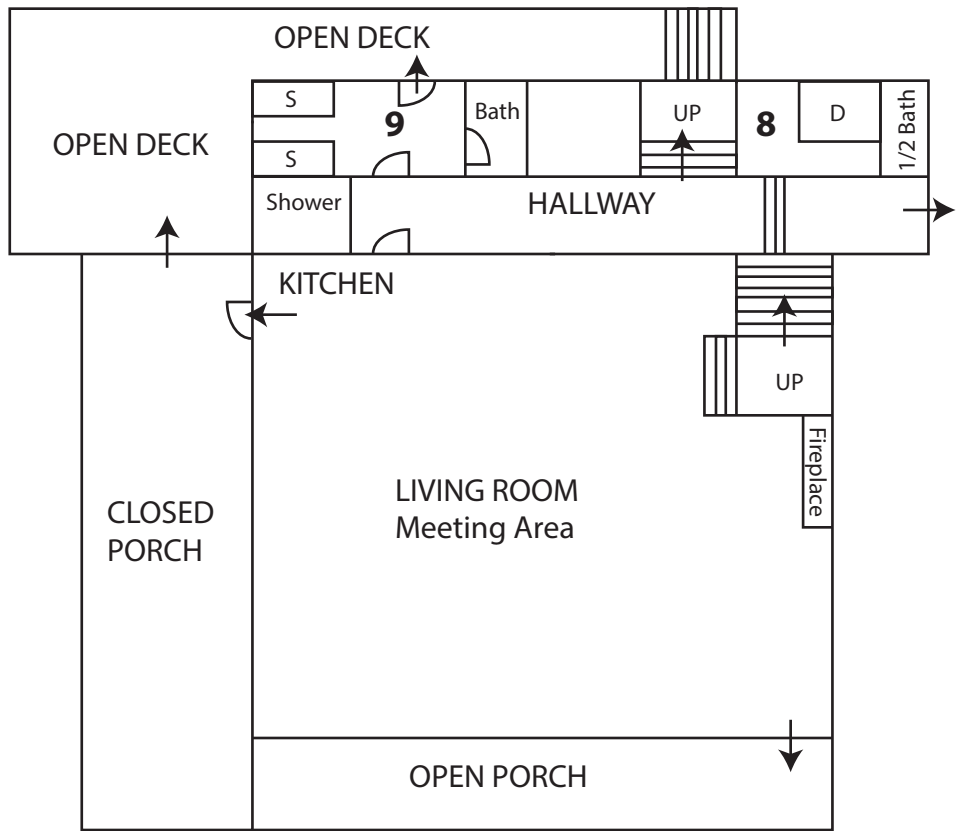 OPEN DECK
S
9
Bath
UP
8
D
1/2 Bath
OPEN DECK
S
Shower
HALLWAY
KITCHEN
UP
Fireplace
LIVING ROOM
Meeting Area
CLOSED
PORCH
OPEN PORCH